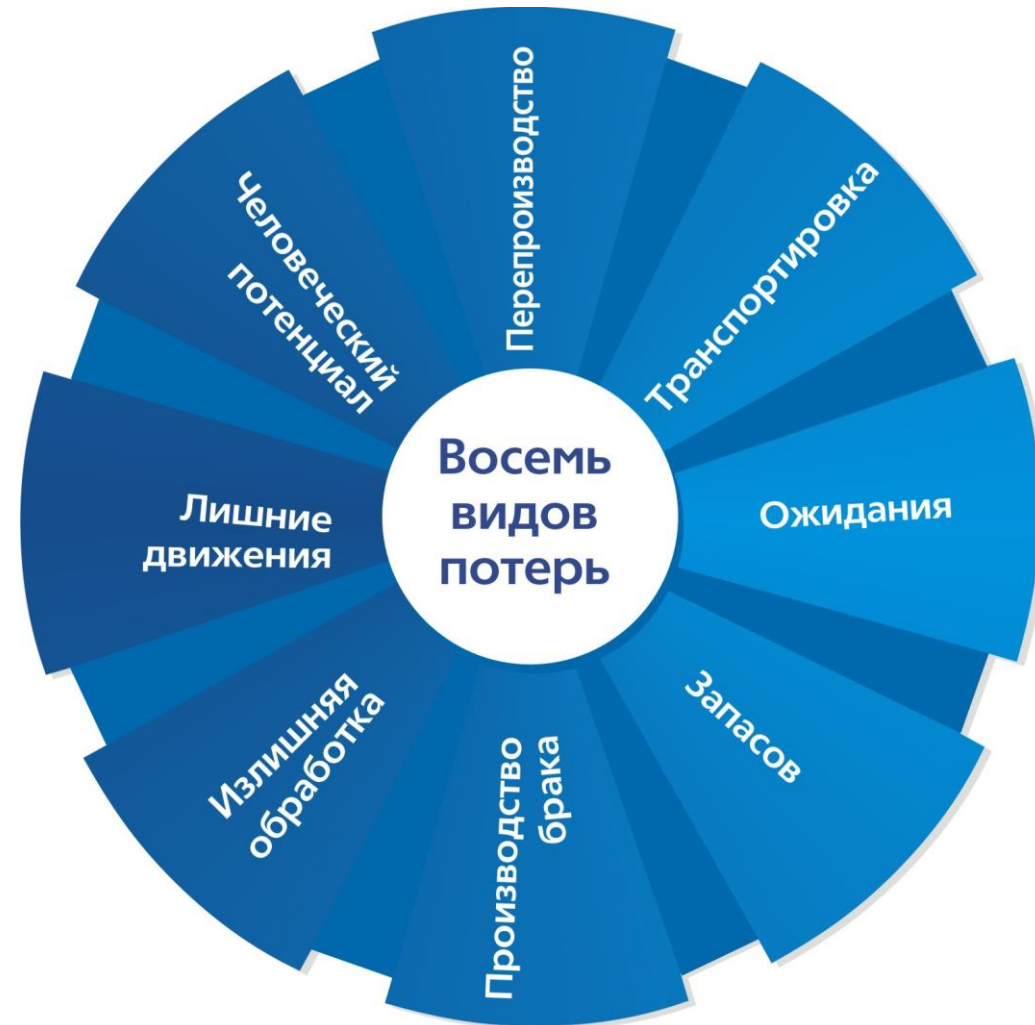 Восемь
видов
потерь
Перепроизводство
Транспортировка
Ожидания
Запасов
Производство
брака
Излишняя
обработка
Лишние
движения
Человеческий
потенциал